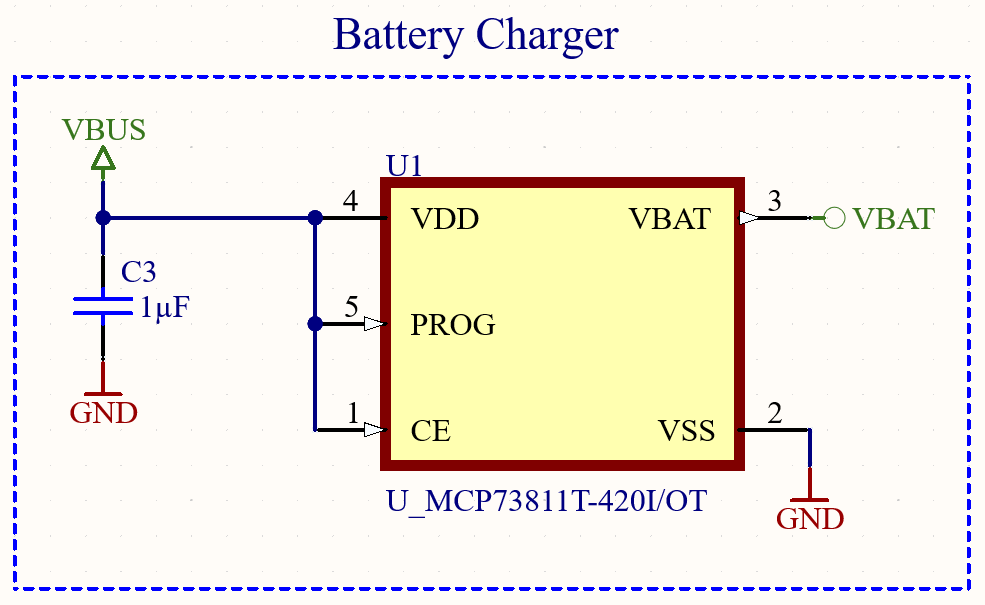 Battery Charger
VBUS
U1
4
VDD
VBAT
3
VBAT
C3
1µF
5
PROG
GND
1
CE
VSS
2
U_MCP73811T-420I/OT
GND